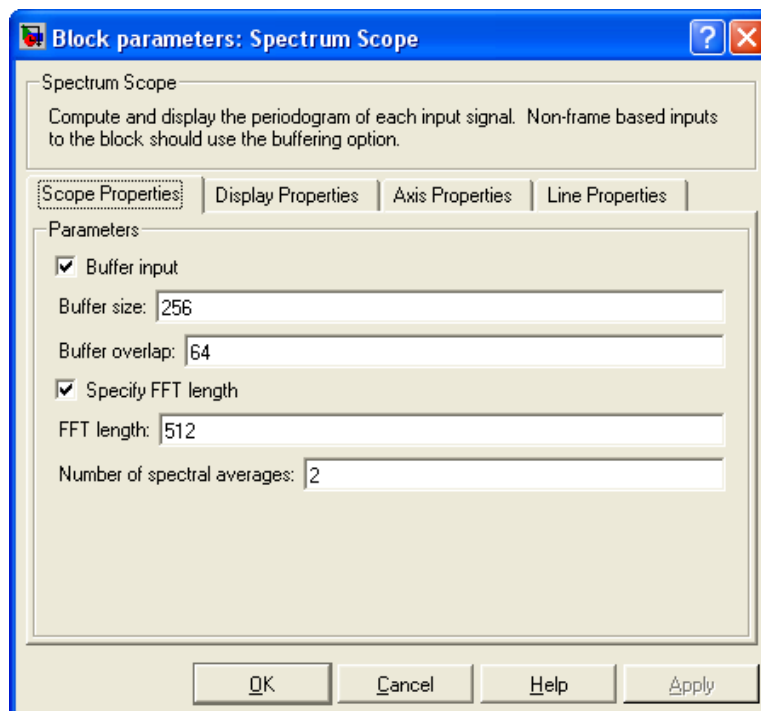 Block parameters: Spectrum Scope
Spectrum Scope
Compute and display the periodogram of each input signal. Non-frame based inputs
to the block should use the buffering option.
Scope Properties Display Properties Axis Properties Line Properties
Parameters
Buffer input
Buffer size: 256
Buffer overlap: 64
Specify FFT length
FFT length: 512
Number of spectral averages: 2
OK Cancel Help Apply